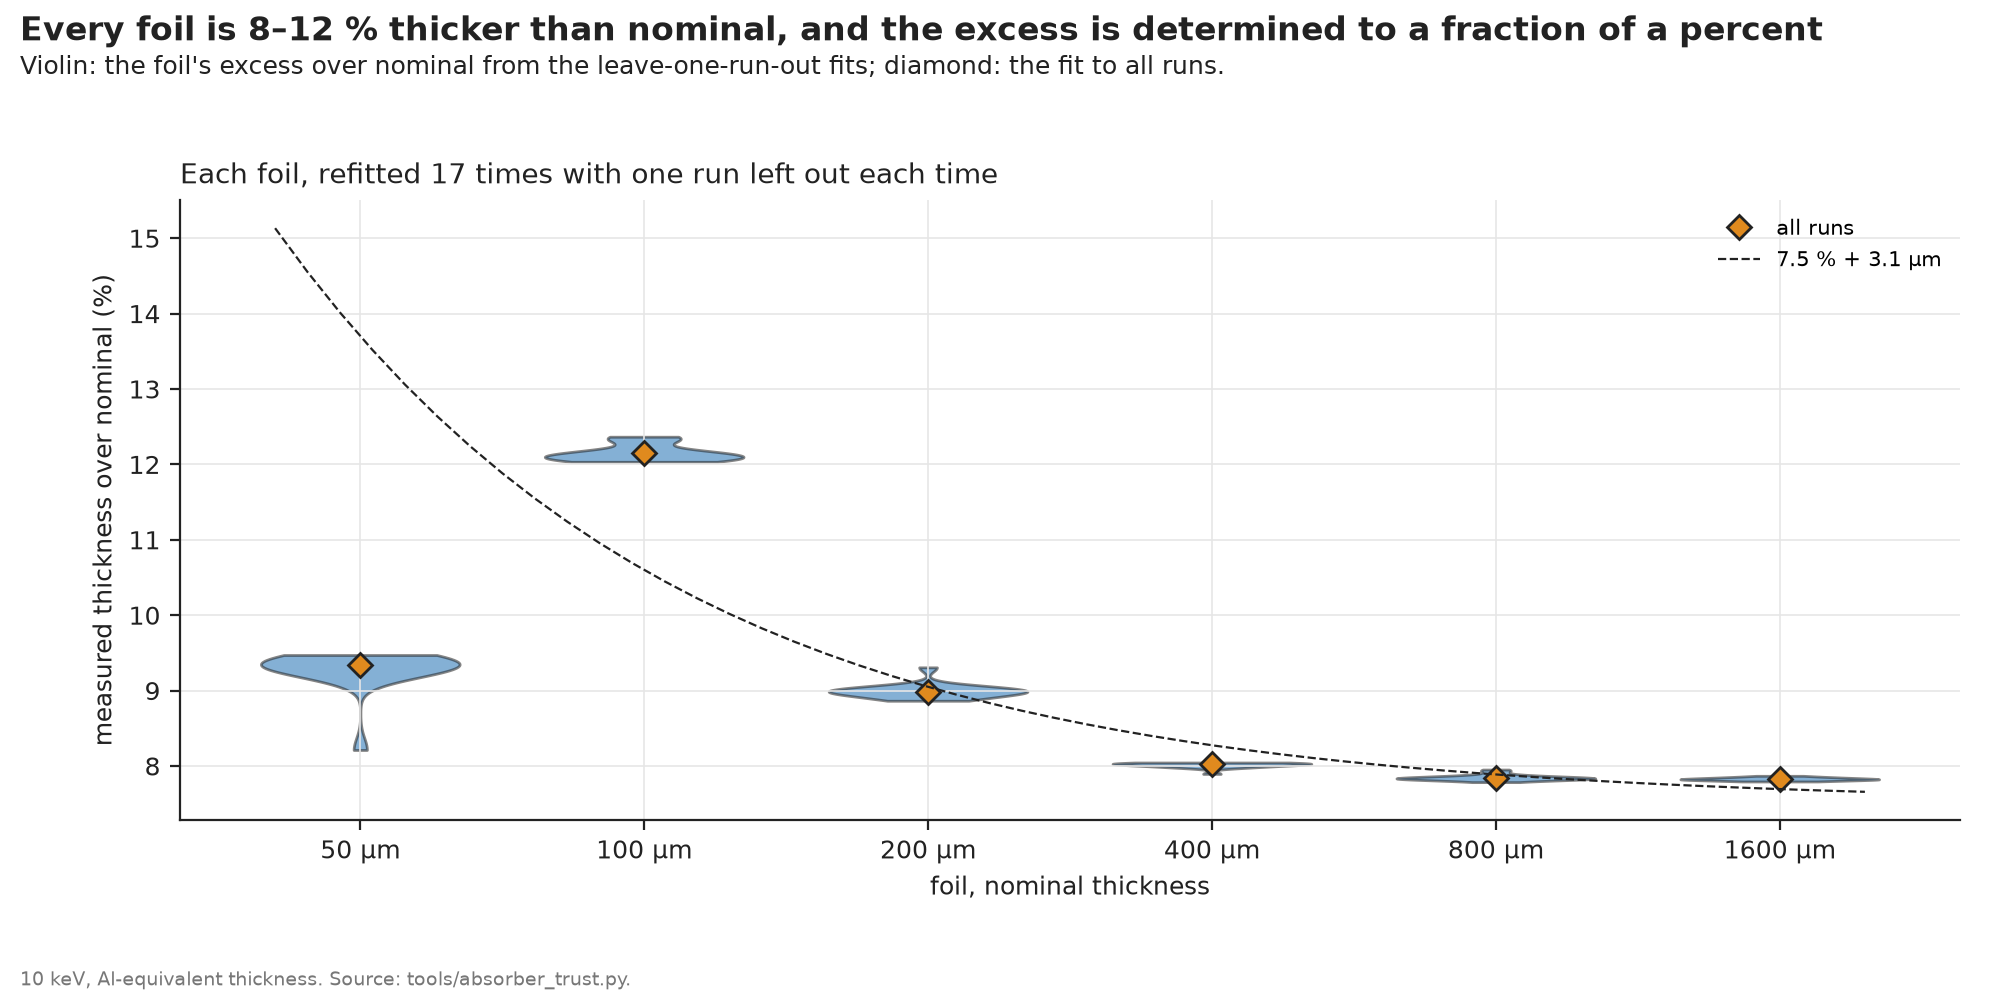 Every foil is 8–12 % thicker than nominal, and the excess is determined to a fraction of a percent
Violin: the foil's excess over nominal from the leave-one-run-out fits; diamond: the fit to all runs.
Each foil, refitted 17 times with one run left out each time
all runs
7.5 % + 3.1 µm
measured thickness over nominal (%)
15
14
13
12
11
10
9
8
50 µm
100 µm
200 µm
400 µm
800 µm
1600 µm
foil, nominal thickness
10 keV, Al-equivalent thickness. Source: tools/absorber_trust.py.